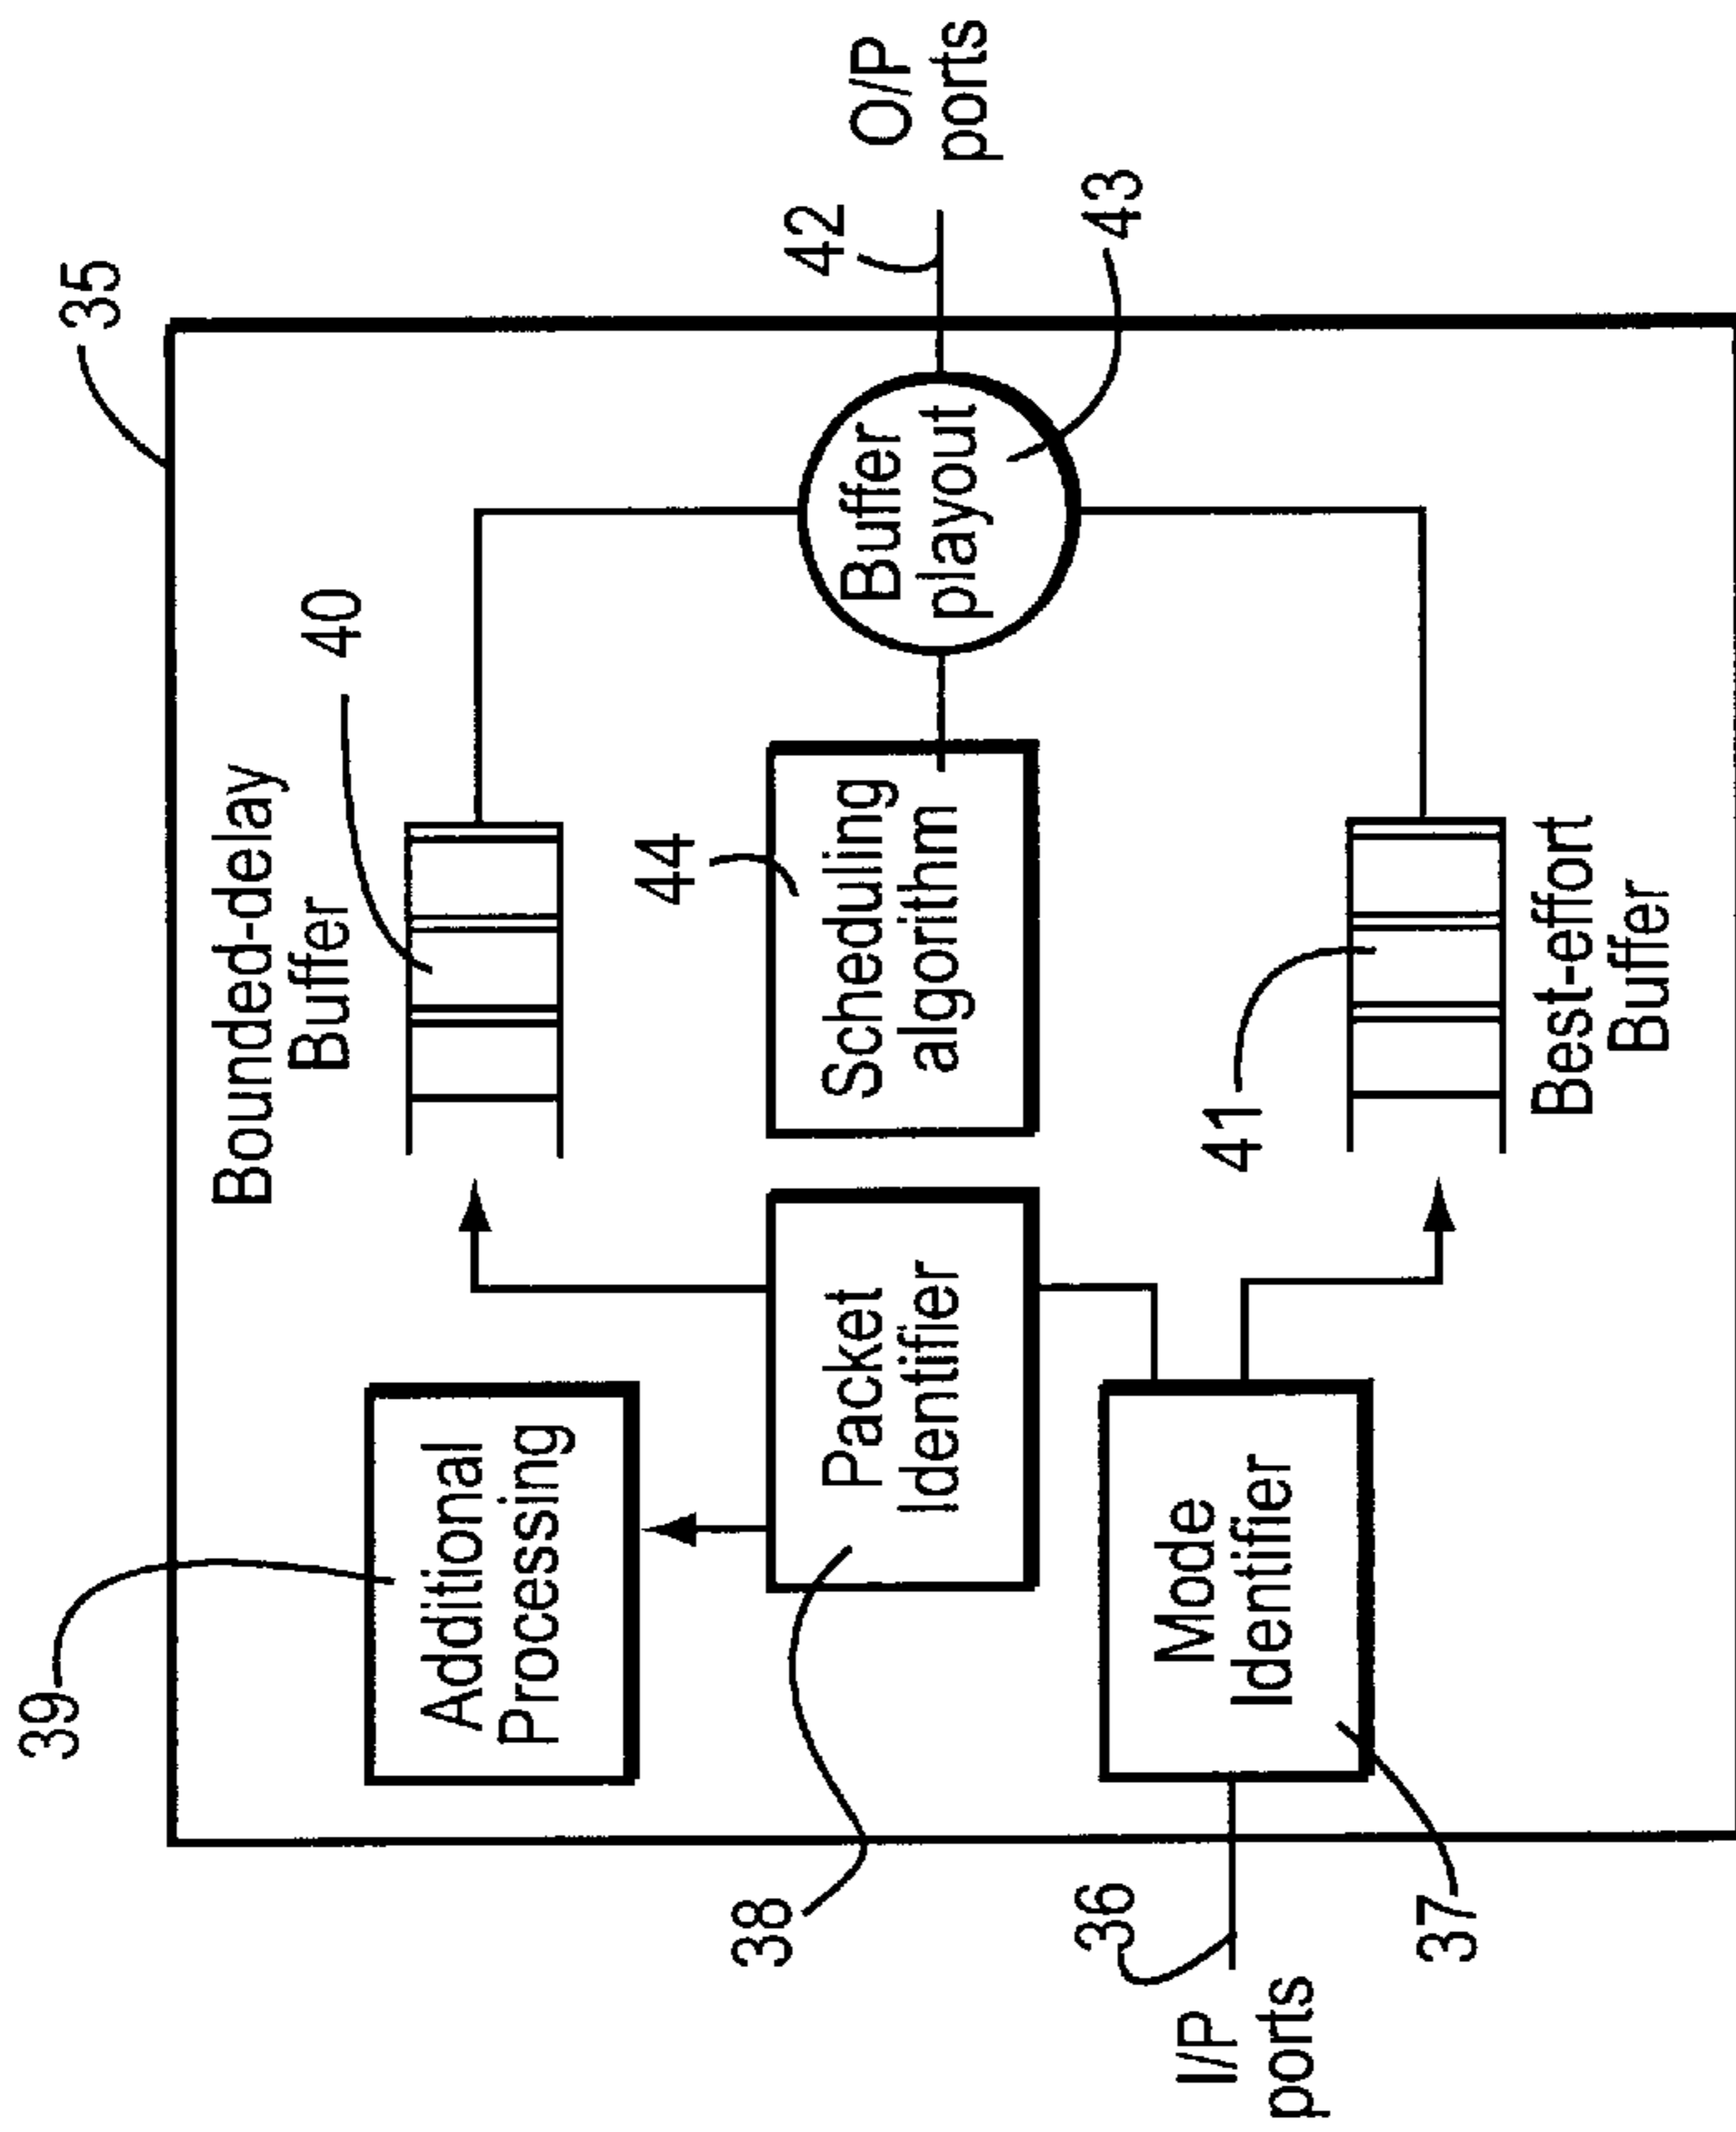 35
39
Additional
Processing
Bounded-delay
Buffer
40
38
Packet
Identifier
44
Scheduling
algorithm
Buffer
playout
42
O/P
ports
43
I/P
ports
36
37
Mode
Identifier
41
Best-effort
Buffer